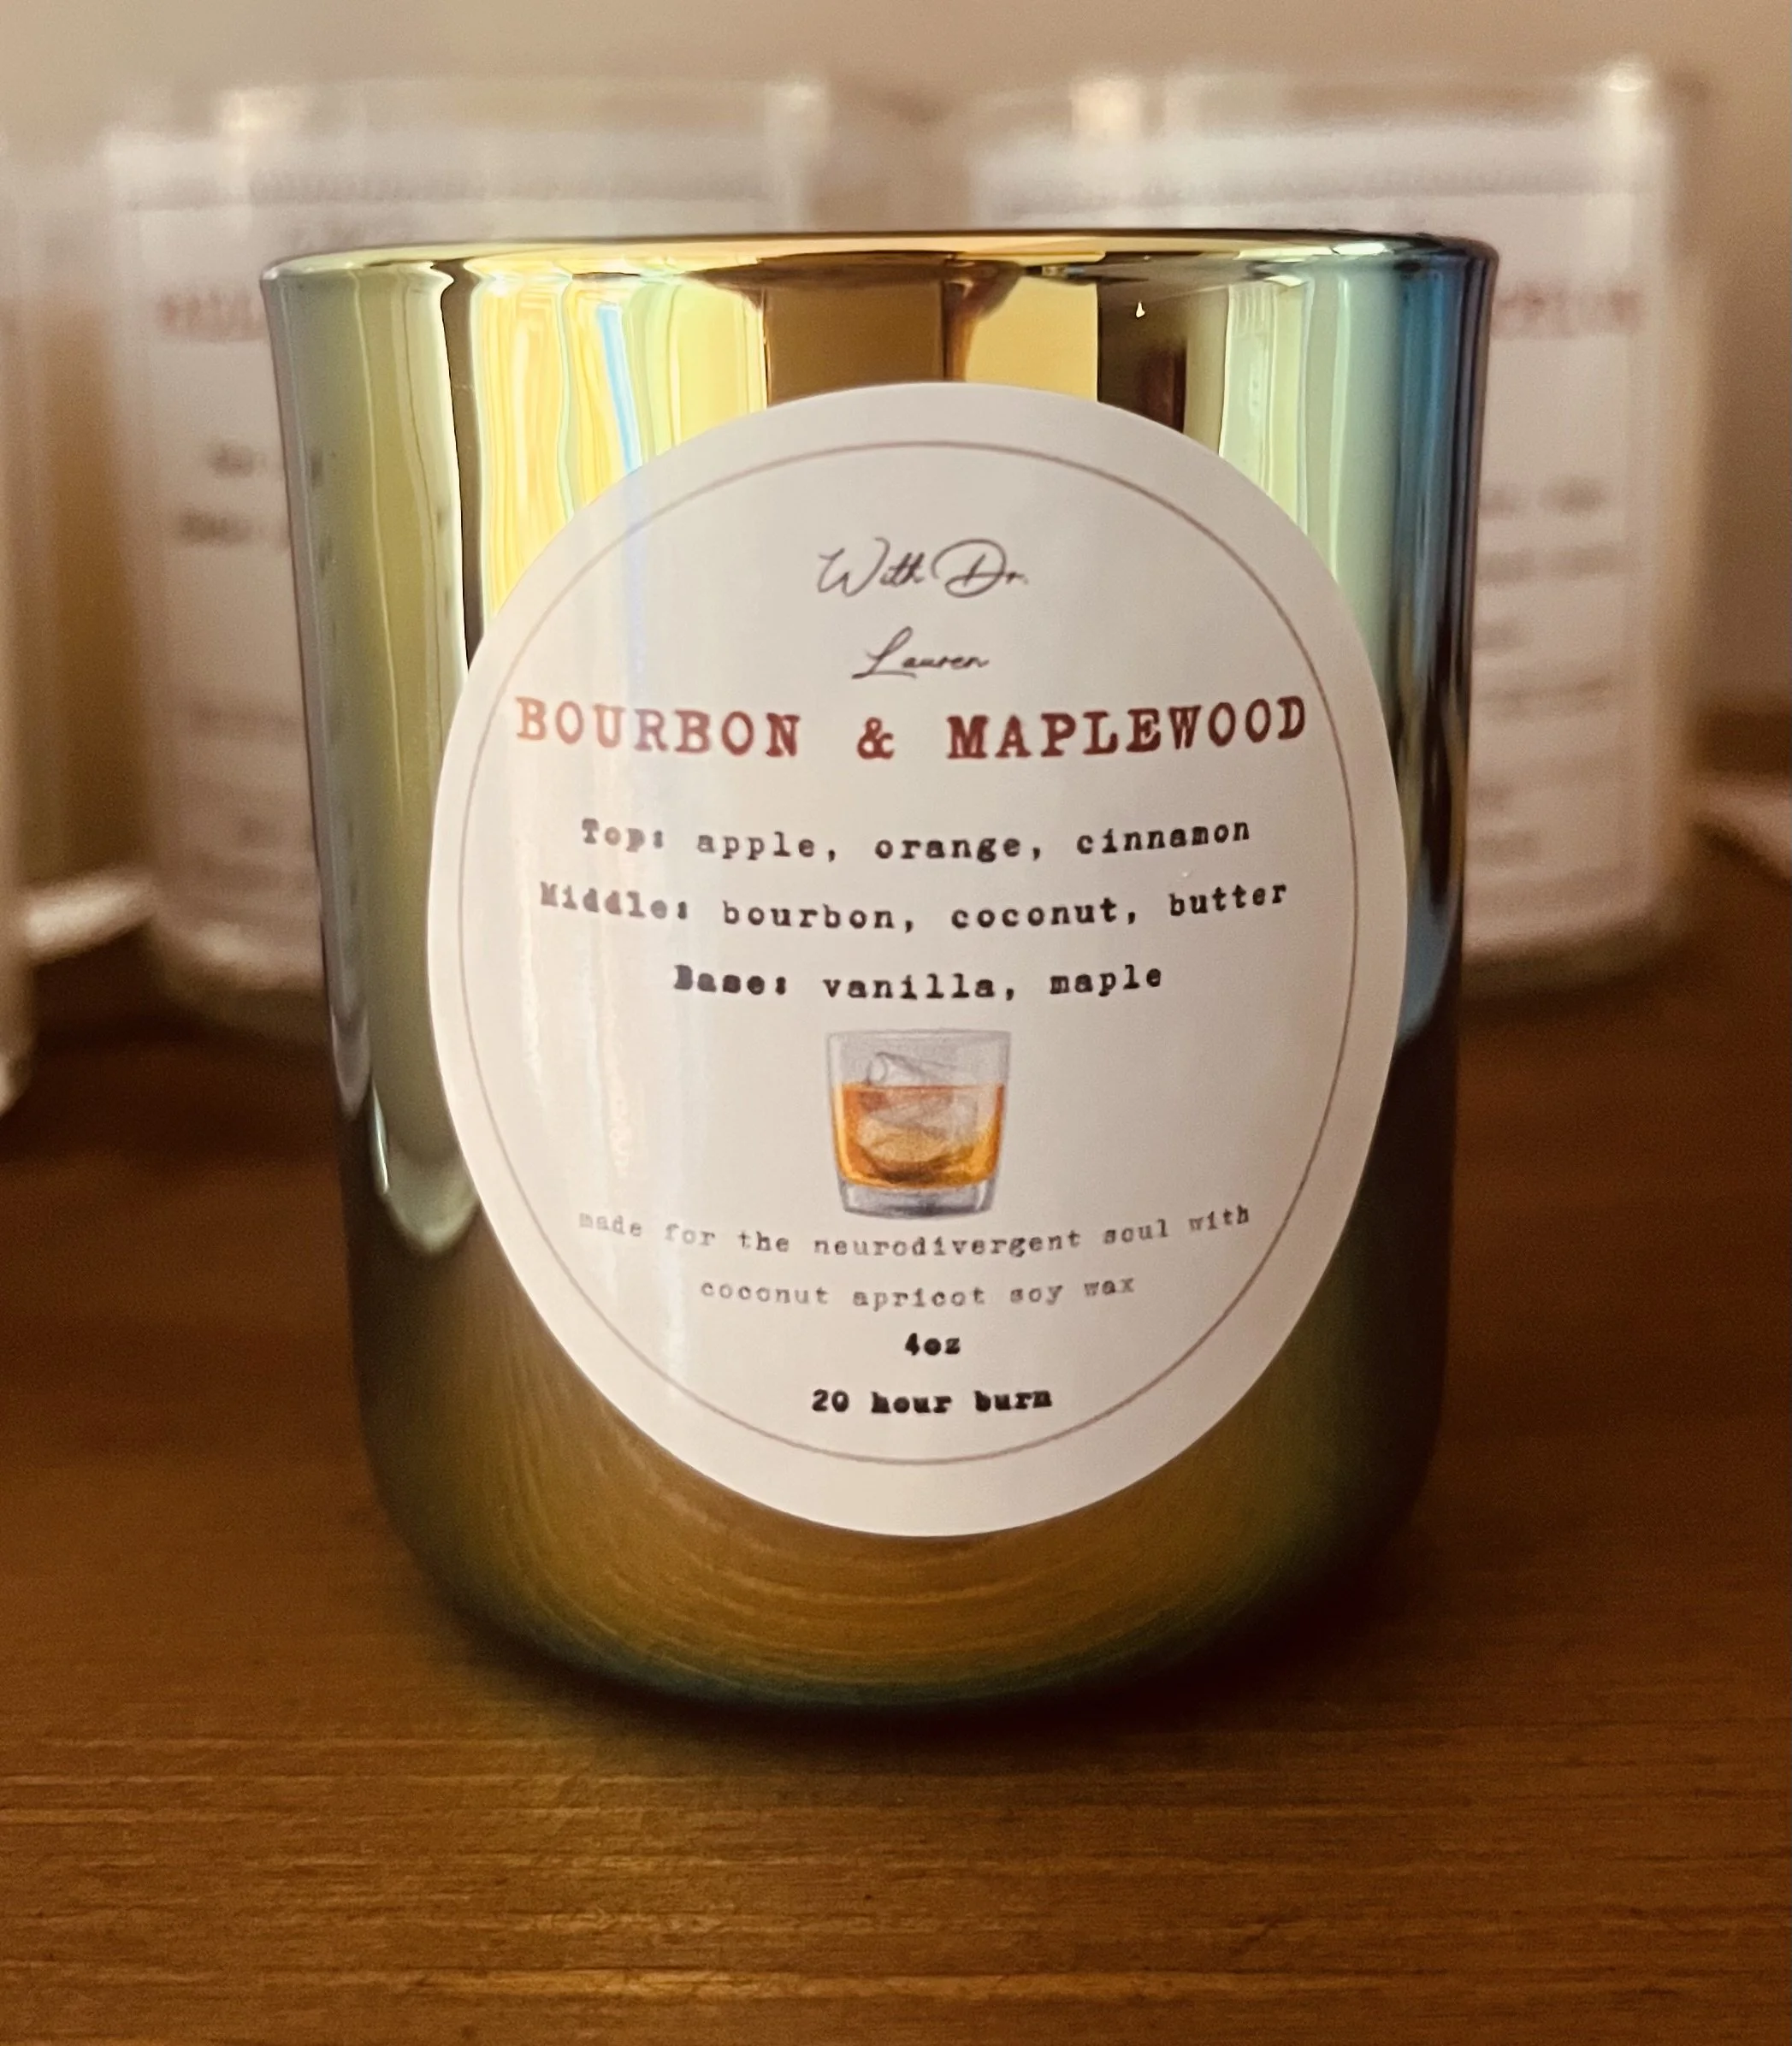 With Dr.
Lauren
BOURBON & MAPLEWOOD
Top: apple, orange, cinnamon
Middle: bourbon, coconut, butter
Base: vanilla, maple
made for the neurodivergent soul with
coconut apricot soy wax
4oz
20 hour burn